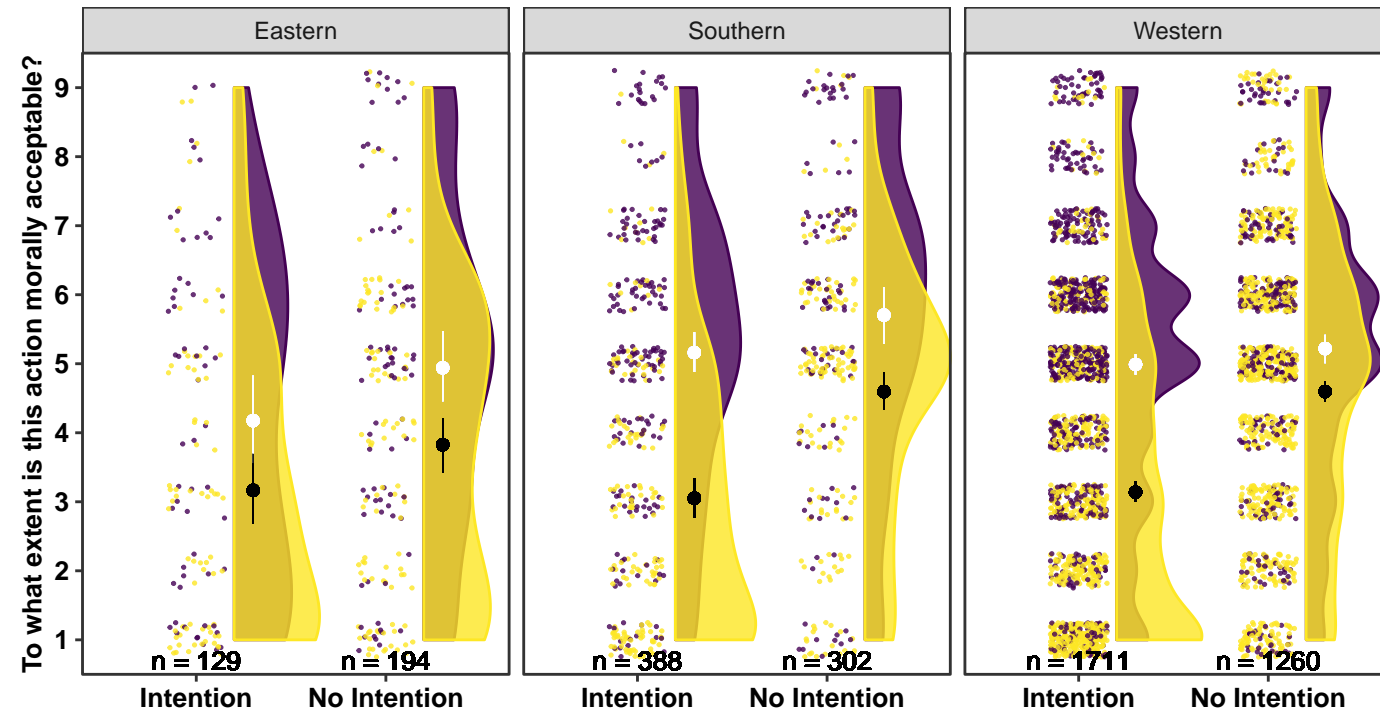 Eastern
Southern
Western
To what extent is this action morally acceptable?
9
8
7
6
5
4
3
2
1
n = 129
n = 194
n = 388
n = 302
n = 1711
n = 1260
Intention
No Intention
Intention
No Intention
Intention
No Intention